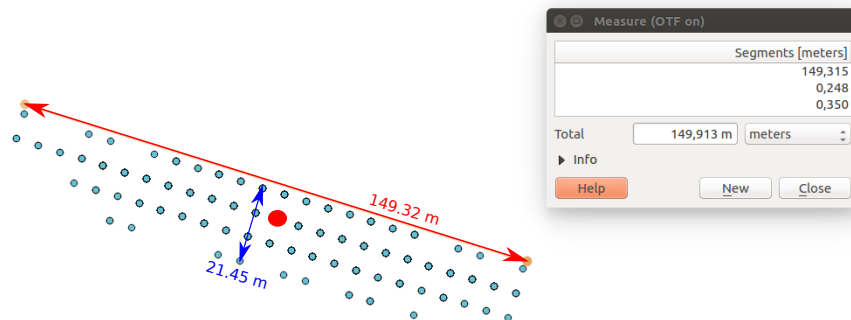 Measure (OTF on)
Segments [meters]
149,315
0,248
0,350
Total 149,913 m meters
Info
Help New Close
149.32 m
21.45 m